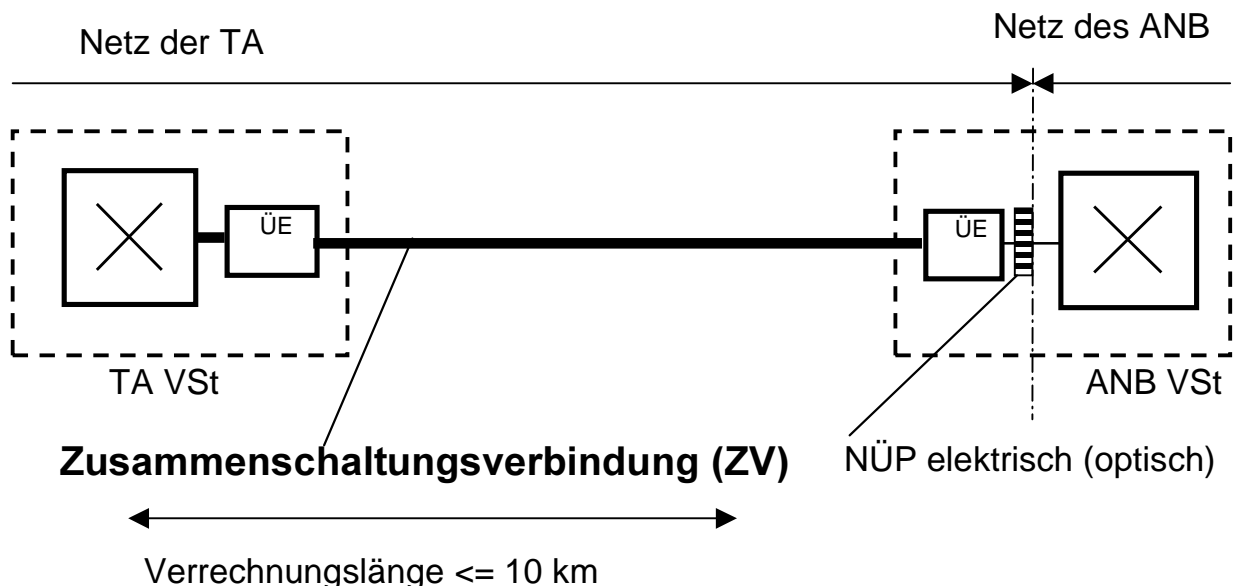 Netz der TA
Netz des ANB
ÜE
ÜE
TA VSt
ANB VSt
Zusammenschaltungsverbindung (ZV)
NÜP elektrisch (optisch)
Verrechnungslänge <= 10 km